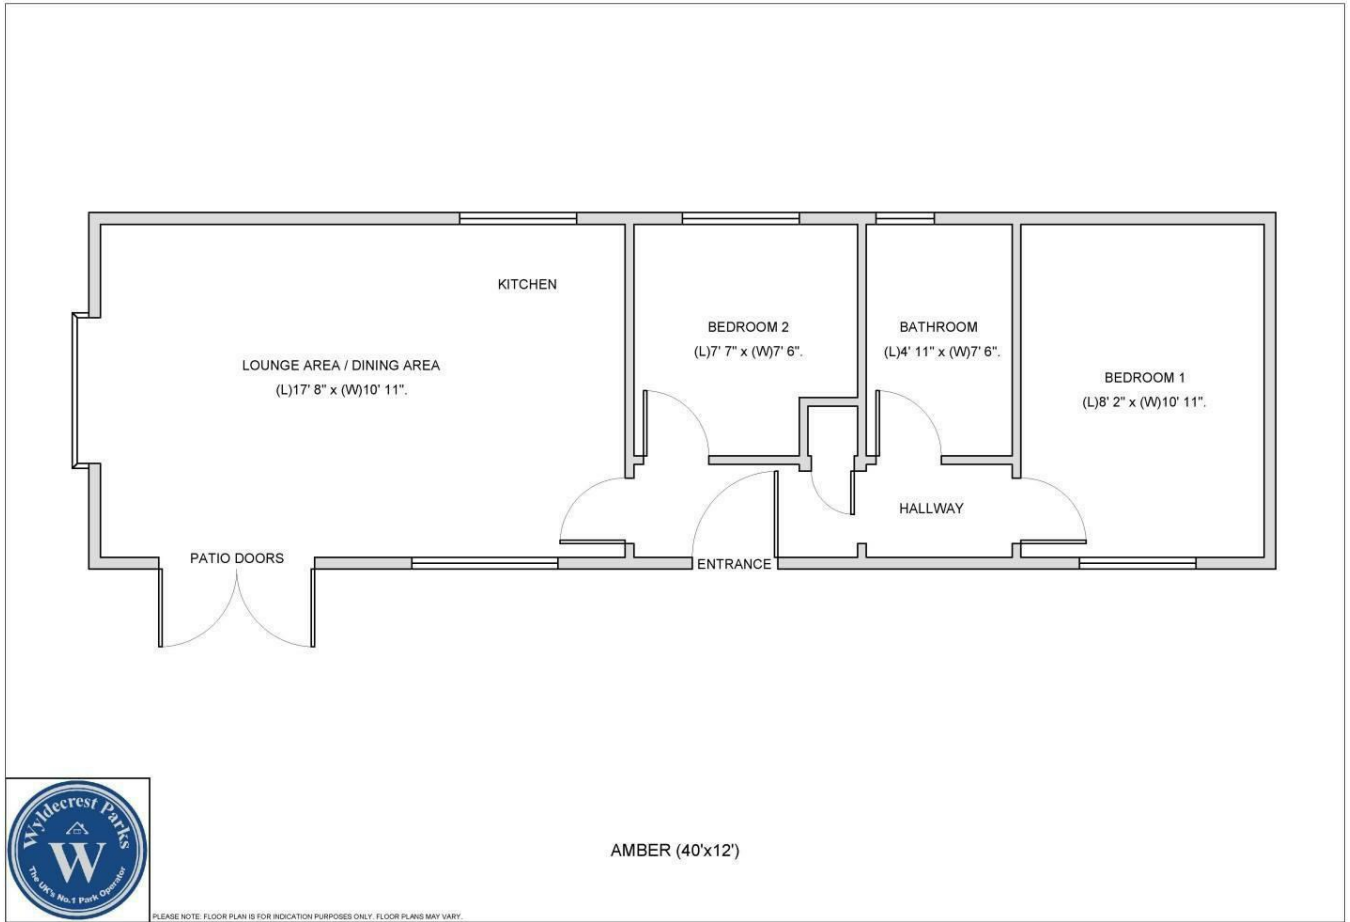 KITCHEN
LOUNGE AREA / DINING AREA
(L)17' 8" x (W)10' 11".
BEDROOM 2
(L)7' 7" x (W)7' 6".
BATHROOM
(L)4' 11" x (W)7' 6".
BEDROOM 1
(L)8' 2" x (W)10' 11".
HALLWAY
PATIO DOORS
ENTRANCE
Wyldecrest Parks
W
The UK's No.1 Park Operator
AMBER (40'x12')
PLEASE NOTE: FLOOR PLAN IS FOR INDICATION PURPOSES ONLY. FLOOR PLANS MAY VARY.